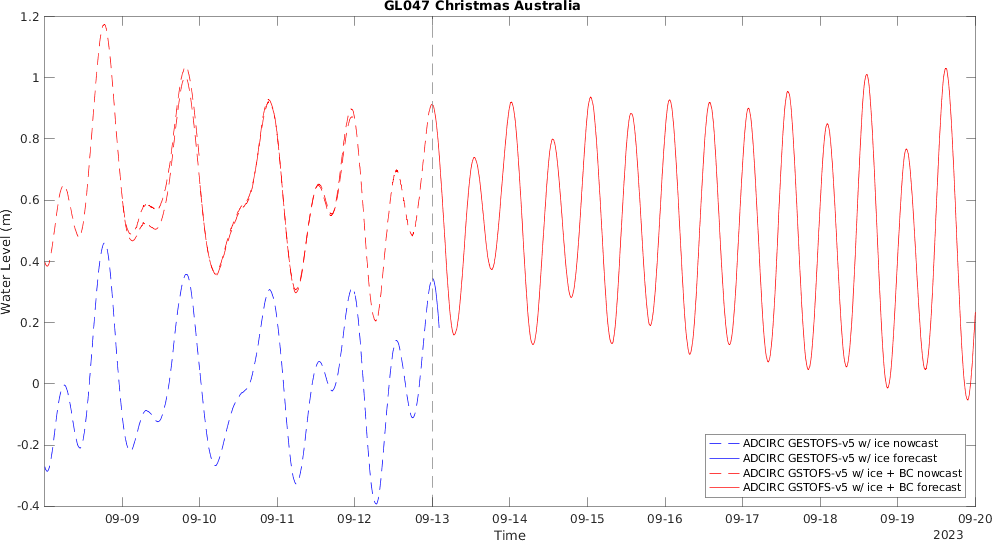 GL047 Christmas Australia
1.2
1
0.8
0.6
0.4
0.2
0
-0.2
-0.4
Water Level (m)
09-09 09-10 09-11 09-12 09-13 09-14 09-15 09-16 09-17 09-18 09-19 09-20
Time
2023
ADCIRC GESTOFS-v5 w/ ice nowcast
ADCIRC GESTOFS-v5 w/ ice forecast
ADCIRC GSTOFS-v5 w/ ice + BC nowcast
ADCIRC GSTOFS-v5 w/ ice + BC forecast